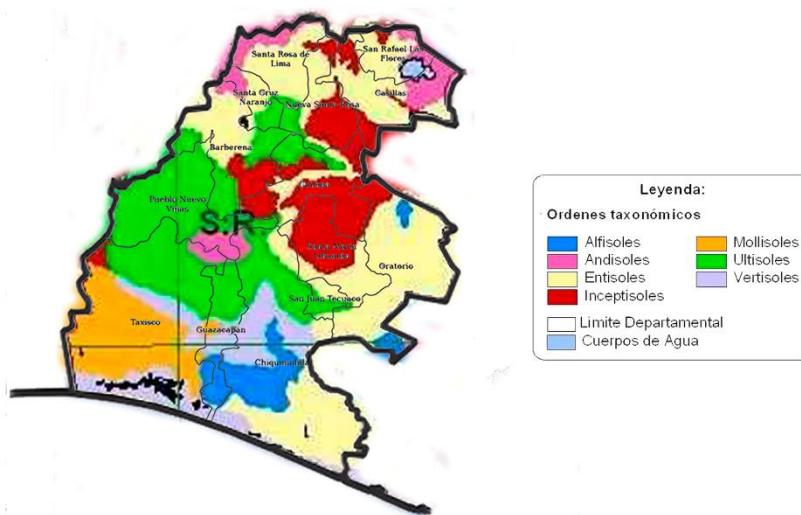 San Rafael Las
Flores
Santa Rosa de
Lima
Casillas
Santa Cruz
Naranjo
Nueva Santa Rosa
Barberena
Pueblo Nuevo
Viñas
S.R.
Oratorio
San Juan Tecuaco
Taxisco
Guazacapán
Chiquimulilla
Leyenda:
Ordenes taxonómicos
Alfisoles
Andisoles
Entisoles
Inceptisoles
Mollisoles
Ultisoles
Vertisoles
Limite Departamental
Cuerpos de Agua